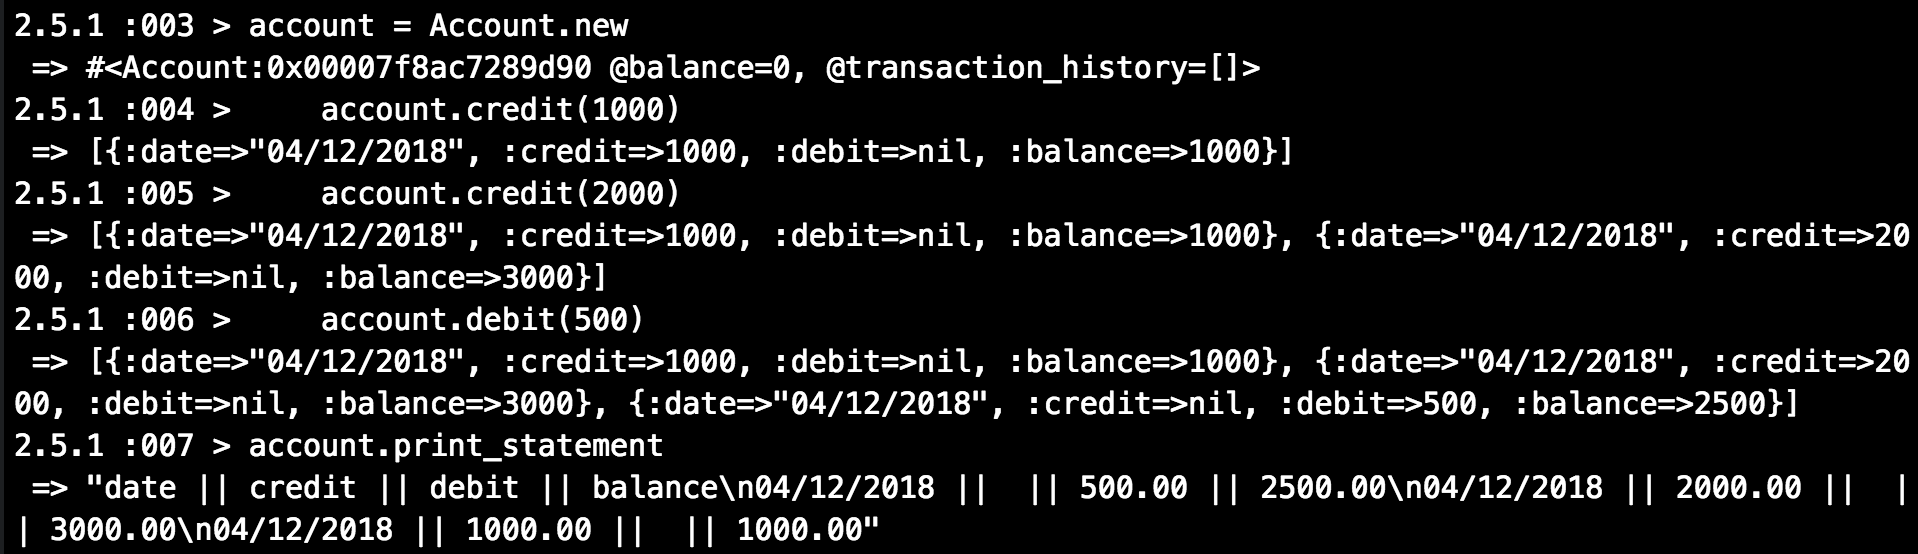 2.5.1 :003 > account = Account.new
 => #<Account:0x00007f8ac7289d90 @balance=0, @transaction_history=[]>
2.5.1 :004 >     account.credit(1000)
 => [{:date=>"04/12/2018", :credit=>1000, :debit=>nil, :balance=>1000}]
2.5.1 :005 >     account.credit(2000)
 => [{:date=>"04/12/2018", :credit=>1000, :debit=>nil, :balance=>1000}, {:date=>"04/12/2018", :credit=>20
00, :debit=>nil, :balance=>3000}]
2.5.1 :006 >     account.debit(500)
 => [{:date=>"04/12/2018", :credit=>1000, :debit=>nil, :balance=>1000}, {:date=>"04/12/2018", :credit=>20
00, :debit=>nil, :balance=>3000}, {:date=>"04/12/2018", :credit=>nil, :debit=>500, :balance=>2500}]
2.5.1 :007 > account.print_statement
 => "date || credit || debit || balance\n04/12/2018 ||  || 500.00 || 2500.00\n04/12/2018 || 2000.00 ||  |
| 3000.00\n04/12/2018 || 1000.00 ||  || 1000.00"